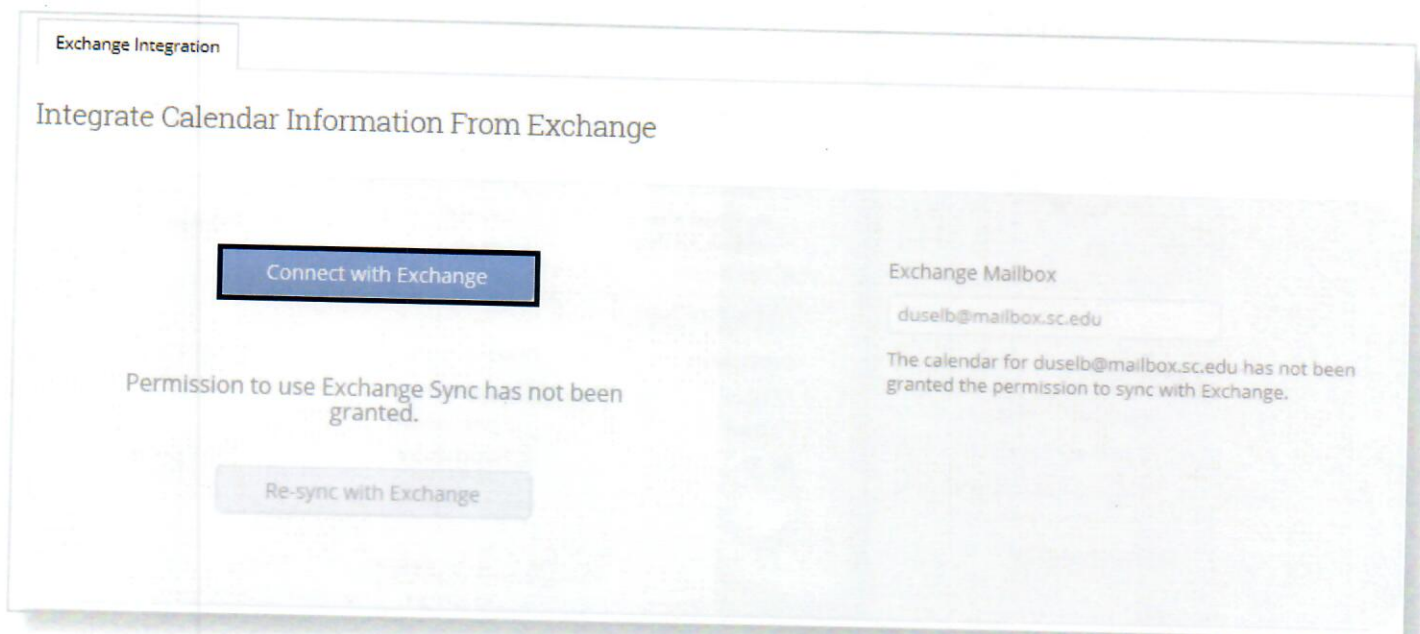 Exchange Integration
Integrate Calendar Information From Exchange
Connect with Exchange
Permission to use Exchange Sync has not been
granted.
Re-sync with Exchange
Exchange Mailbox
duselb@mailbox.sc.edu
The calendar for duselb@mailbox.sc.edu has not been
granted the permission to sync with Exchange.